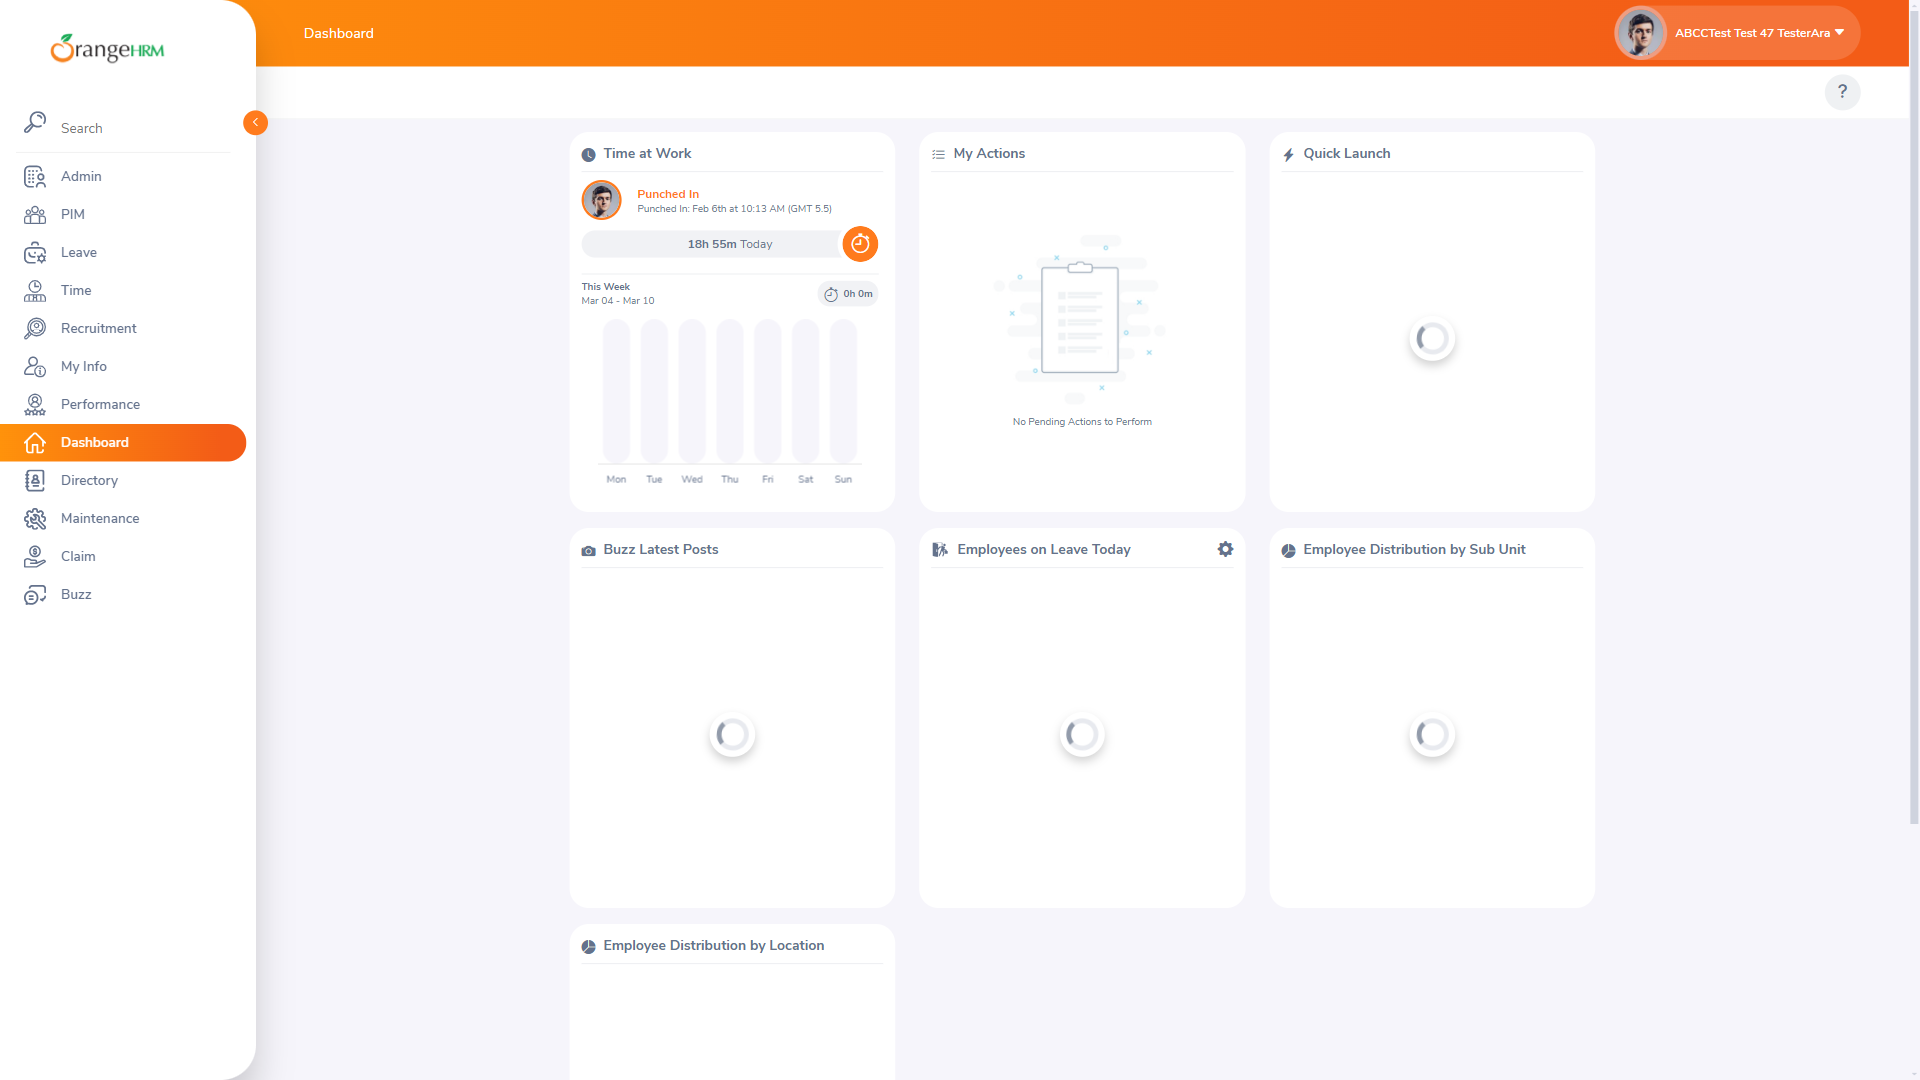 OrangeHRM
Dashboard
ABCCTest Test 47 TesterAra
?
Search
Admin
PIM
Leave
Time
Recruitment
My Info
Performance
Dashboard
Directory
Maintenance
Claim
Buzz
Time at Work
Punched In
Punched In: Feb 6th at 10:13 AM (GMT 5.5)
18h 55m Today
This Week
Mar 04 - Mar 10
0h 0m
Mon Tue Wed Thu Fri Sat Sun
My Actions
No Pending Actions to Perform
Quick Launch
Buzz Latest Posts
Employees on Leave Today
Employee Distribution by Sub Unit
Employee Distribution by Location